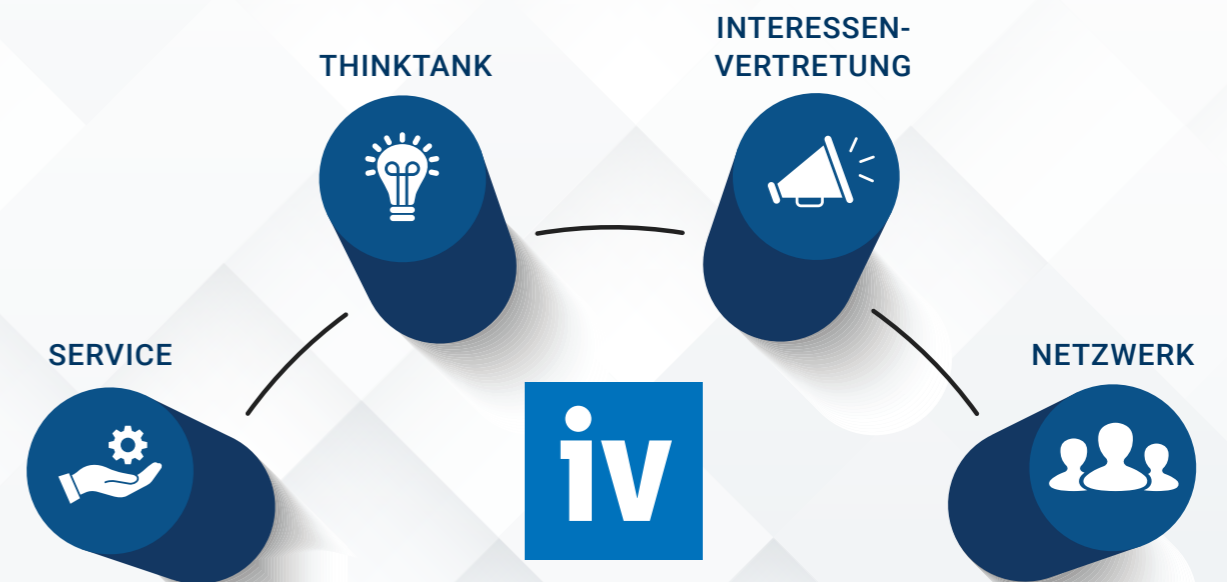 INTERESSEN-
VERTRETUNG
THINKTANK
SERVICE
NETZWERK
iv